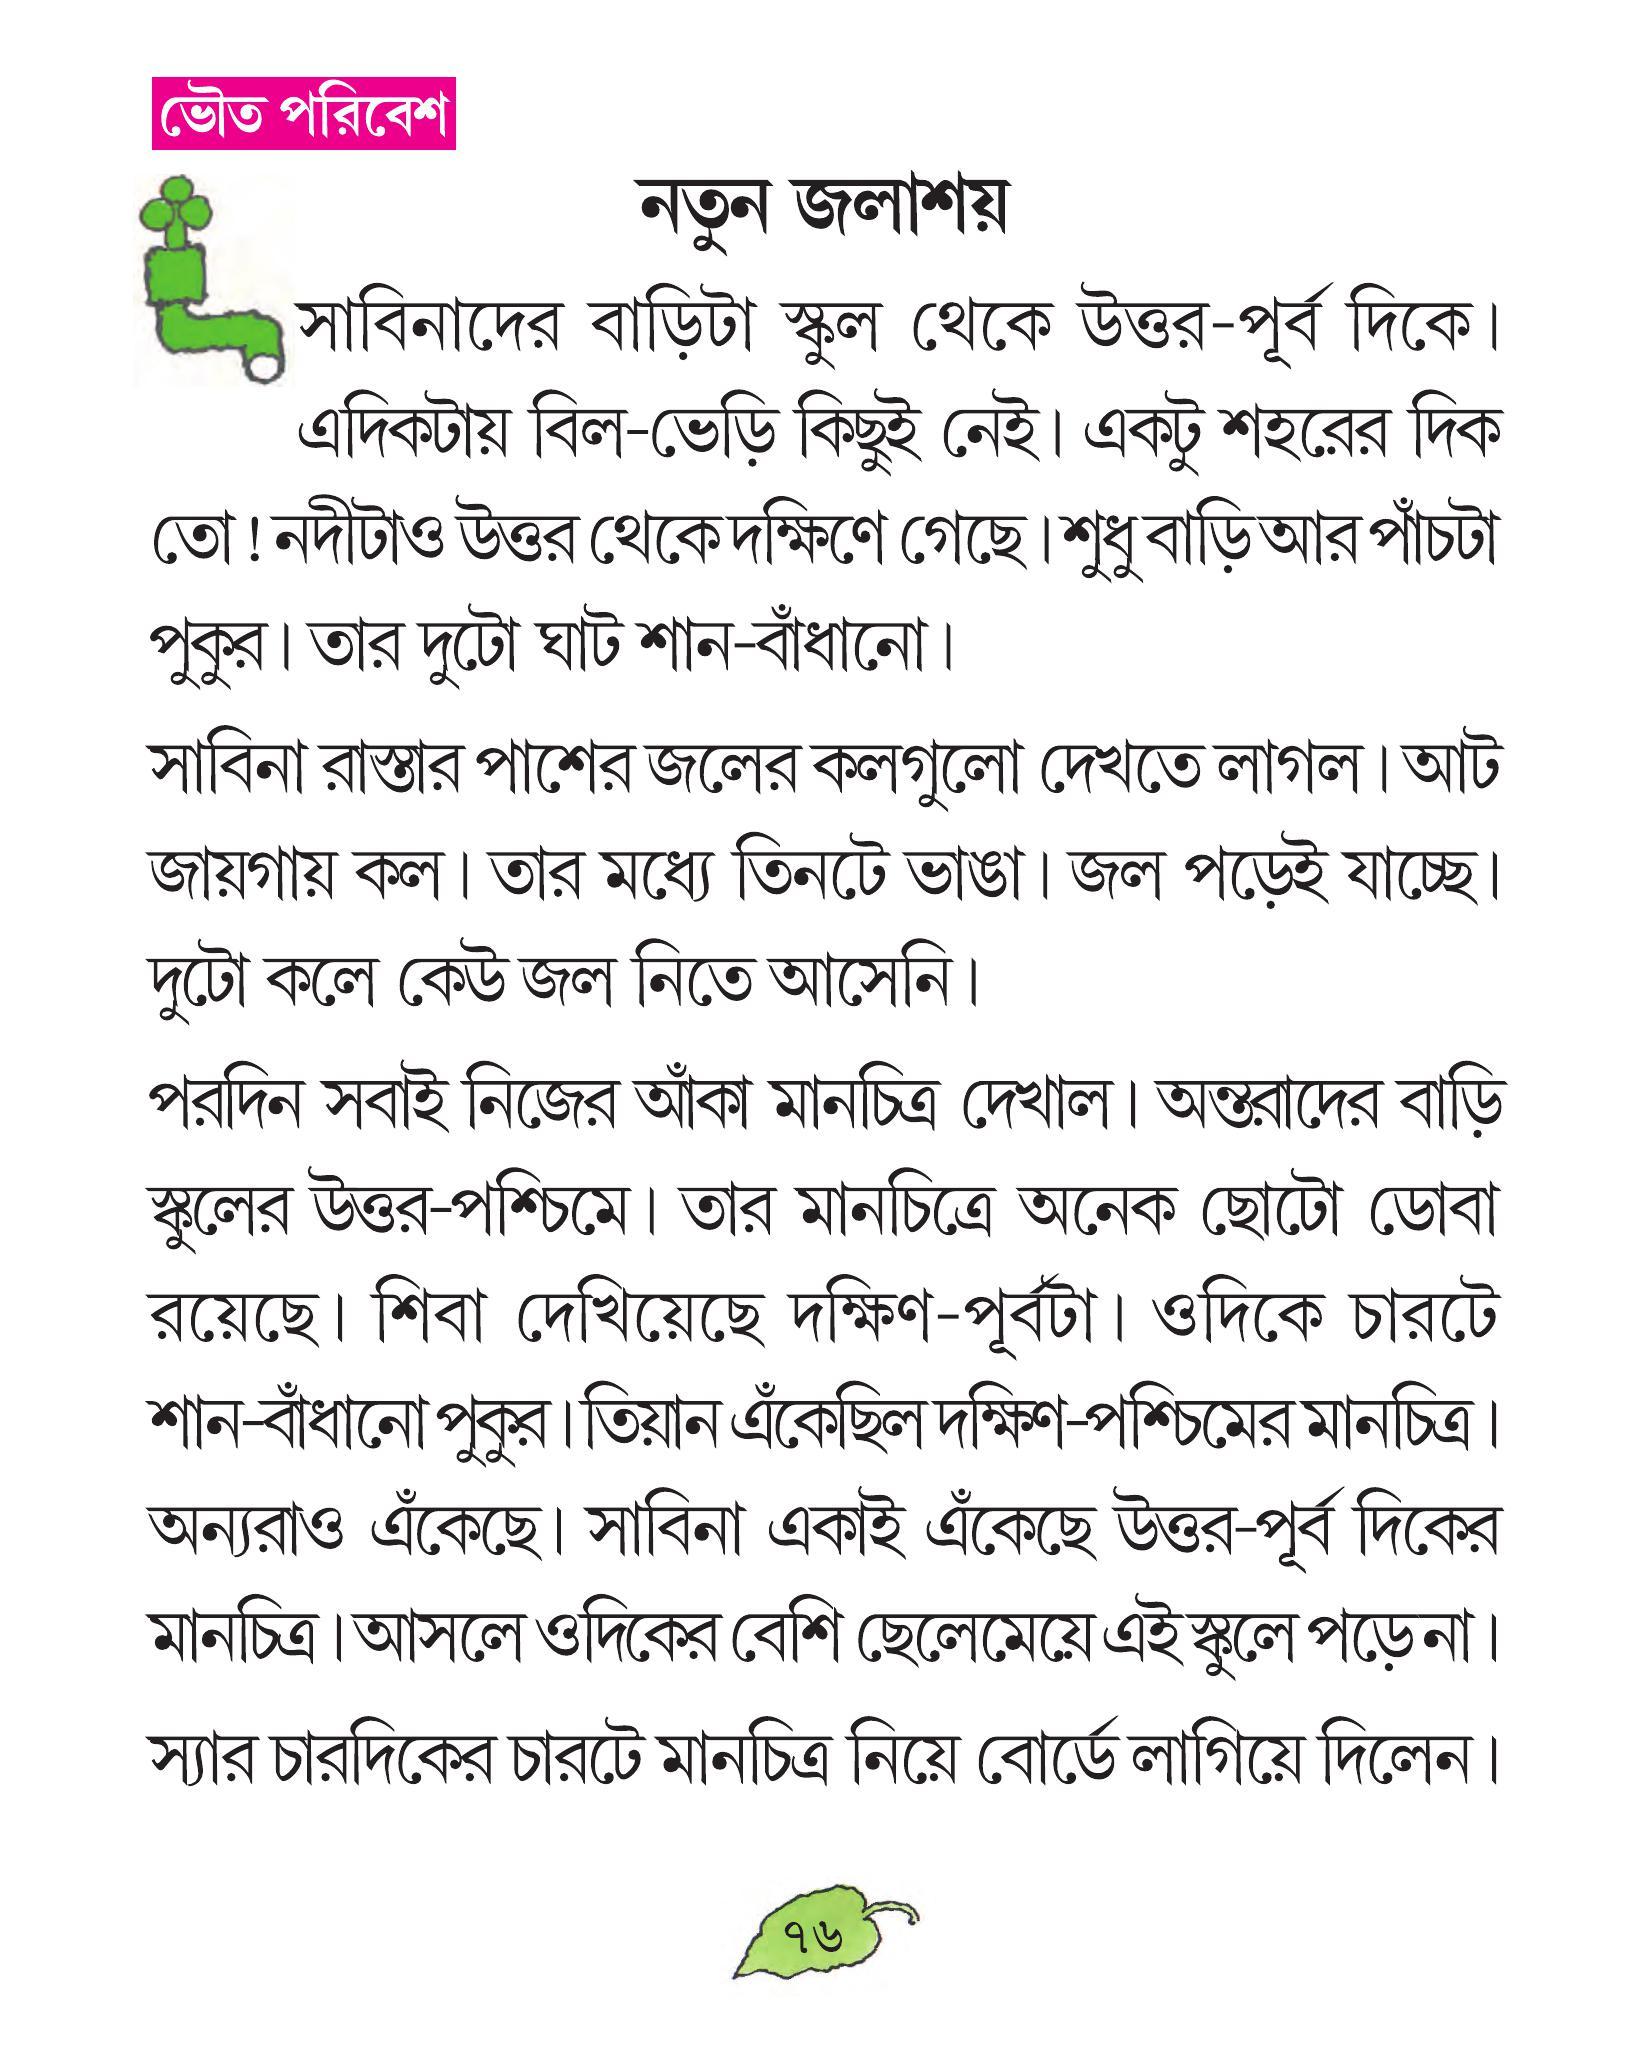 ভৌত পরিবেশ
নতুন জলাশয়
সাবিনাদের বাড়িটা স্কুল থেকে উত্তর-পূর্ব দিকে।
এদিকটায় বিল-ভেড়ি কিছুই নেই। একটু শহরের দিক
তো! নদীটাও উত্তর থেকে দক্ষিণে গেছে। শুধু বাড়ি আর পাঁচটা
পুকুর। তার দুটো ঘাট শান-বাঁধানো।
সাবিনা রাস্তার পাশের জলের কলগুলো দেখতে লাগল। আট
জায়গায় কল। তার মধ্যে তিনটে ভাঙা। জল পড়েই যাচ্ছে।
দুটো কলে কেউ জল নিতে আসেনি।
পরদিন সবাই নিজের আঁকা মানচিত্র দেখাল। অন্তরাদের বাড়ি
স্কুলের উত্তর-পশ্চিমে। তার মানচিত্রে অনেক ছোটো ডোবা
রয়েছে। শিবা দেখিয়েছে দক্ষিণ-পূর্বটা। ওদিকে চারটে
শান-বাঁধানো পুকুর। তিয়ান এঁকেছিল দক্ষিণ-পশ্চিমের মানচিত্র।
অন্যরাও এঁকেছে। সাবিনা একাই এঁকেছে উত্তর-পূর্ব দিকের
মানচিত্র। আসলে ওদিকের বেশি ছেলেমেয়ে এই স্কুলে পড়ে না।
স্যার চারদিকের চারটে মানচিত্র নিয়ে বোর্ডে লাগিয়ে দিলেন।
৭৬